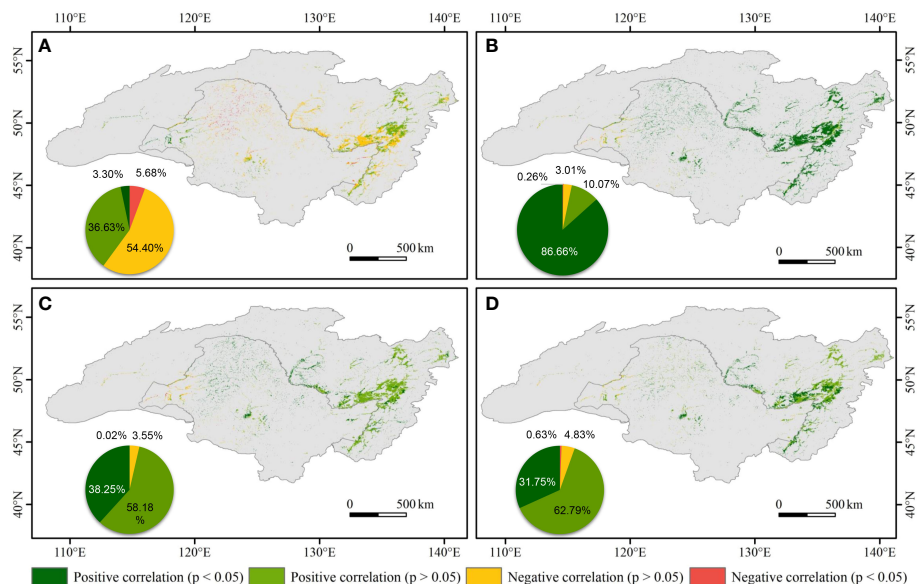 110°E 120°E 130°E 140°E 110°E 120°E 130°E 140°E
A
B
55°N
50°N
45°N
40°N
55°N
50°N
45°N
40°N
3.30% 5.68%
36.63%
54.40%
0 500 km
0.26% 3.01%
10.07%
86.66%
0 500 km
C
D
55°N
50°N
45°N
40°N
55°N
50°N
45°N
40°N
0.02% 3.55%
38.25%
58.18
%
0 500 km
0.63% 4.83%
31.75%
62.79%
0 500 km
110°E 120°E 130°E 140°E 110°E 120°E 130°E 140°E
Positive correlation (p < 0.05) Positive correlation (p > 0.05) Negative correlation (p > 0.05) Negative correlation (p < 0.05)